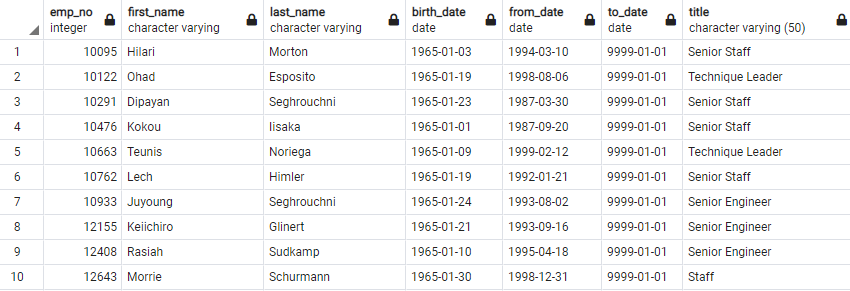 emp_no first_name last_name birth_date from_date to_date title
integer character varying character varying date date date character varying (50)
1 10095 Hilari Morton 1965-01-03 1994-03-10 9999-01-01 Senior Staff
2 10122 Ohad Esposito 1965-01-19 1998-08-06 9999-01-01 Technique Leader
3 10291 Dipayan Seghrouchni 1965-01-23 1987-03-30 9999-01-01 Senior Staff
4 10476 Kokou Iisaka 1965-01-01 1987-09-20 9999-01-01 Senior Staff
5 10663 Teunis Noriega 1965-01-09 1999-02-12 9999-01-01 Technique Leader
6 10762 Lech Himler 1965-01-19 1992-01-21 9999-01-01 Senior Staff
7 10933 Juyoung Seghrouchni 1965-01-24 1993-08-02 9999-01-01 Senior Engineer
8 12155 Keiichiro Glinert 1965-01-21 1993-09-16 9999-01-01 Senior Engineer
9 12408 Rasiah Sudkamp 1965-01-10 1995-04-18 9999-01-01 Senior Engineer
10 12643 Morrie Schurmann 1965-01-30 1998-12-31 9999-01-01 Staff